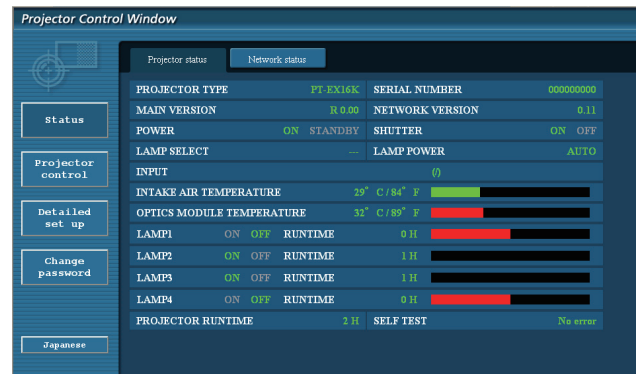 Projector Control Window
Projector status Network status
PROJECTOR TYPE PT-EX16K SERIAL NUMBER 000000000
MAIN VERSION R 0.00 NETWORK VERSION 0.11
Status
POWER ON STANDBY SHUTTER ON OFF
LAMP SELECT --- LAMP POWER AUTO
Projector
control
INPUT (/)
INTAKE AIR TEMPERATURE 29° C / 84° F
Detailed
set up
OPTICS MODULE TEMPERATURE 32° C / 89° F
LAMP1 ON OFF RUNTIME 0 H
Change
password
LAMP2 ON OFF RUNTIME 1 H
LAMP3 ON OFF RUNTIME 1 H
LAMP4 ON OFF RUNTIME 0 H
PROJECTOR RUNTIME 2 H SELF TEST No error
Japanese